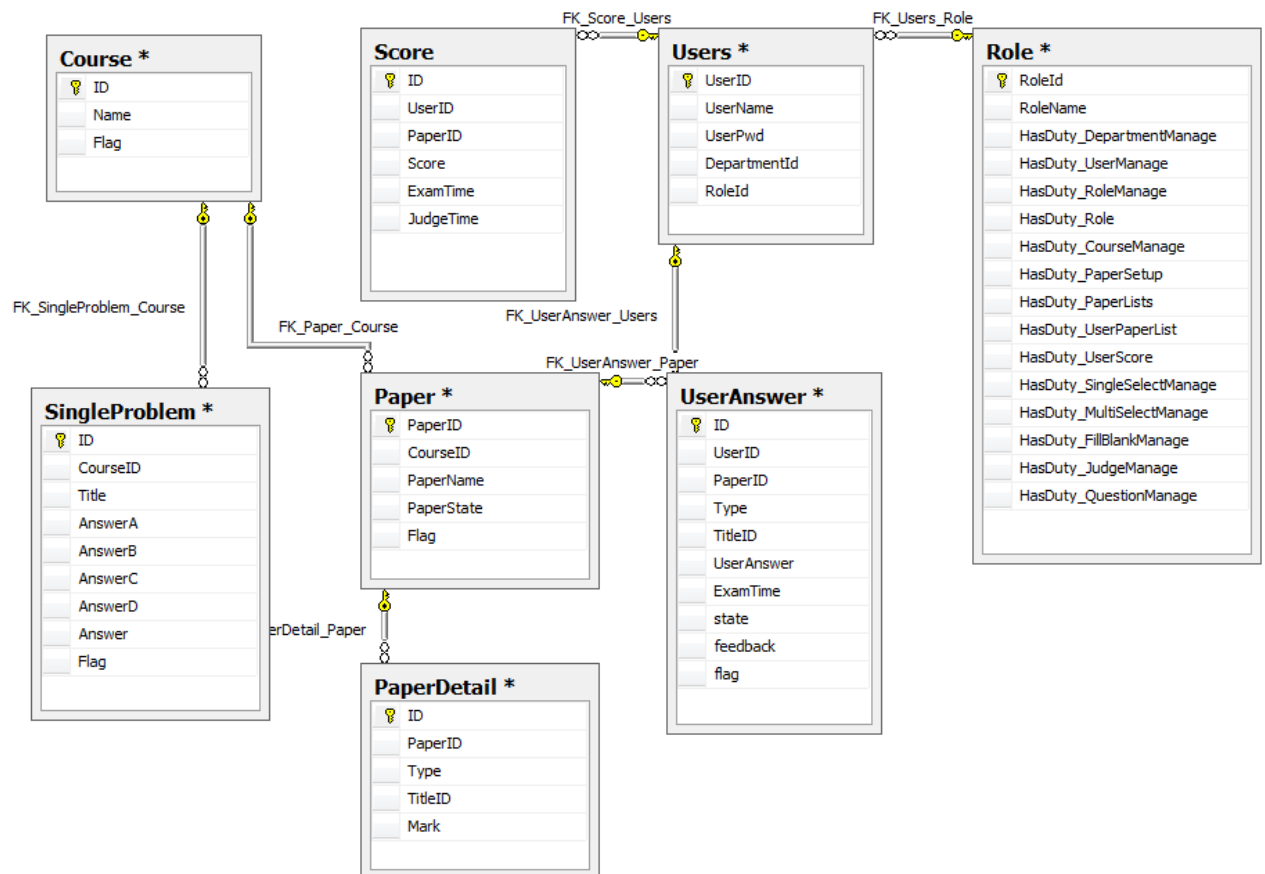 FK_Score_Users
FK_Users_Role
Course *
ID
Name
Flag
Score
ID
UserID
PaperID
Score
ExamTime
JudgeTime
Users *
UserID
UserName
UserPwd
DepartmentId
RoleId
Role *
RoleId
RoleName
HasDuty_DepartmentManage
HasDuty_UserManage
HasDuty_RoleManage
HasDuty_Role
HasDuty_CourseManage
HasDuty_PaperSetup
HasDuty_PaperLists
HasDuty_UserPaperList
HasDuty_UserScore
HasDuty_SingleSelectManage
HasDuty_MultiSelectManage
HasDuty_FillBlankManage
HasDuty_JudgeManage
HasDuty_QuestionManage
FK_SingleProblem_Course
FK_Paper_Course
FK_UserAnswer_Users
FK_UserAnswer_Paper
SingleProblem *
ID
CourseID
Title
AnswerA
AnswerB
AnswerC
AnswerD
Answer
Flag
Paper *
PaperID
CourseID
PaperName
PaperState
Flag
UserAnswer *
ID
UserID
PaperID
Type
TitleID
UserAnswer
ExamTime
state
feedback
flag
erDetail_Paper
PaperDetail *
ID
PaperID
Type
TitleID
Mark